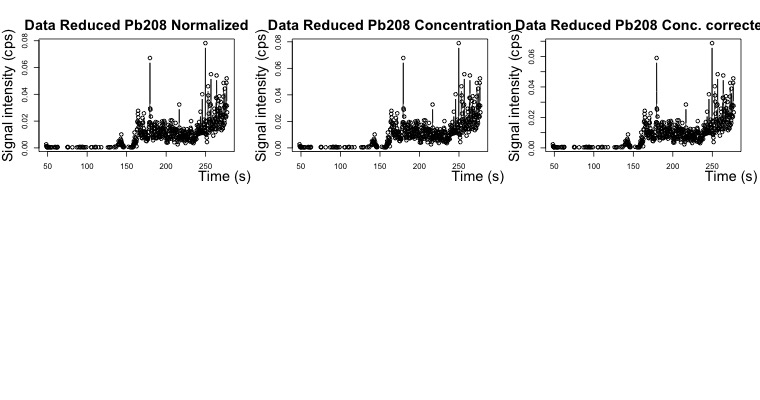 Data Reduced Pb208 Normalized
Signal intensity (cps)
0.00 0.02 0.04 0.06 0.08
50 100 150 200 250
Time (s)
Data Reduced Pb208 Concentration
Signal intensity (cps)
0.00 0.02 0.04 0.06 0.08
50 100 150 200 250
Time (s)
Data Reduced Pb208 Conc. correcte
Signal intensity (cps)
0.00 0.02 0.04 0.06
50 100 150 200 250
Time (s)